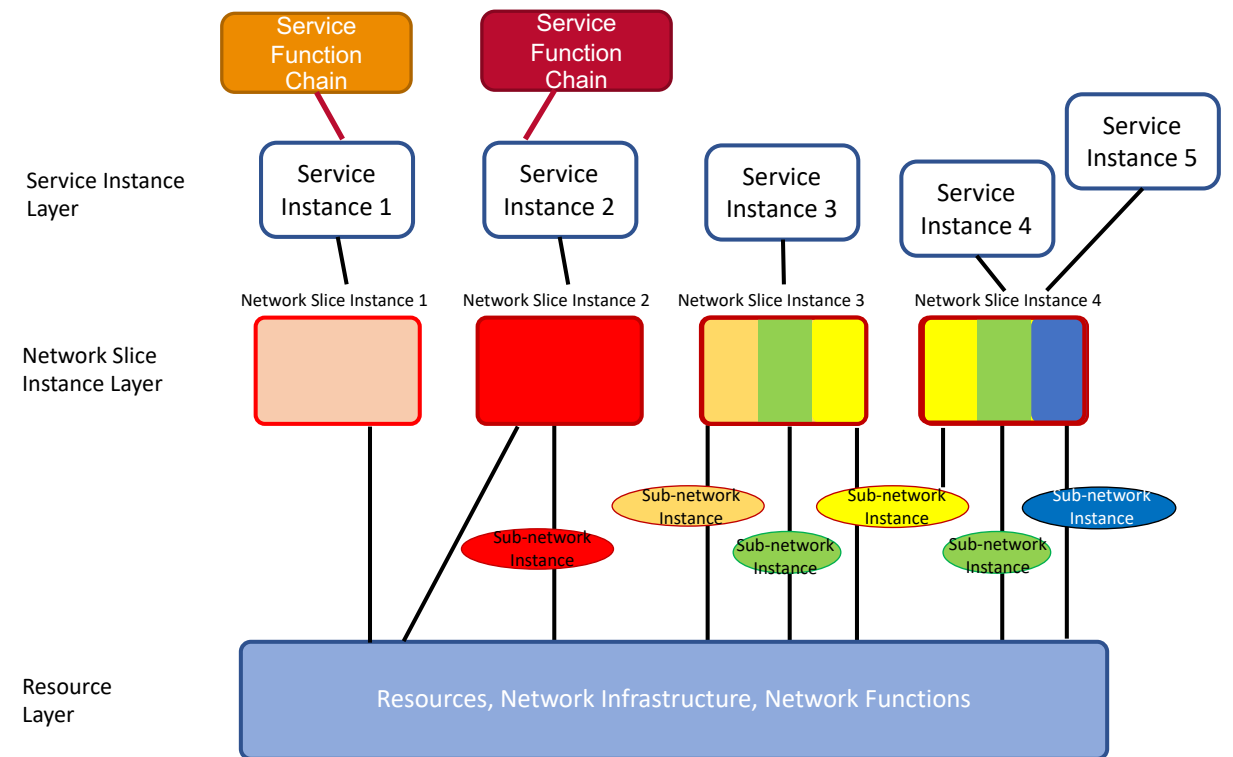 Service
Function
Chain
Service
Function
Chain
Service Instance
Layer
Service
Instance 1
Service
Instance 2
Service
Instance 3
Service
Instance 4
Service
Instance 5
Network Slice Instance 1
Network Slice Instance 2
Network Slice Instance 3
Network Slice Instance 4
Network Slice
Instance Layer
Sub-network
Instance
Sub-network
Instance
Sub-network
Instance
Sub-network
Instance
Sub-network
Instance
Sub-network
Instance
Resource
Layer
Resources, Network Infrastructure, Network Functions